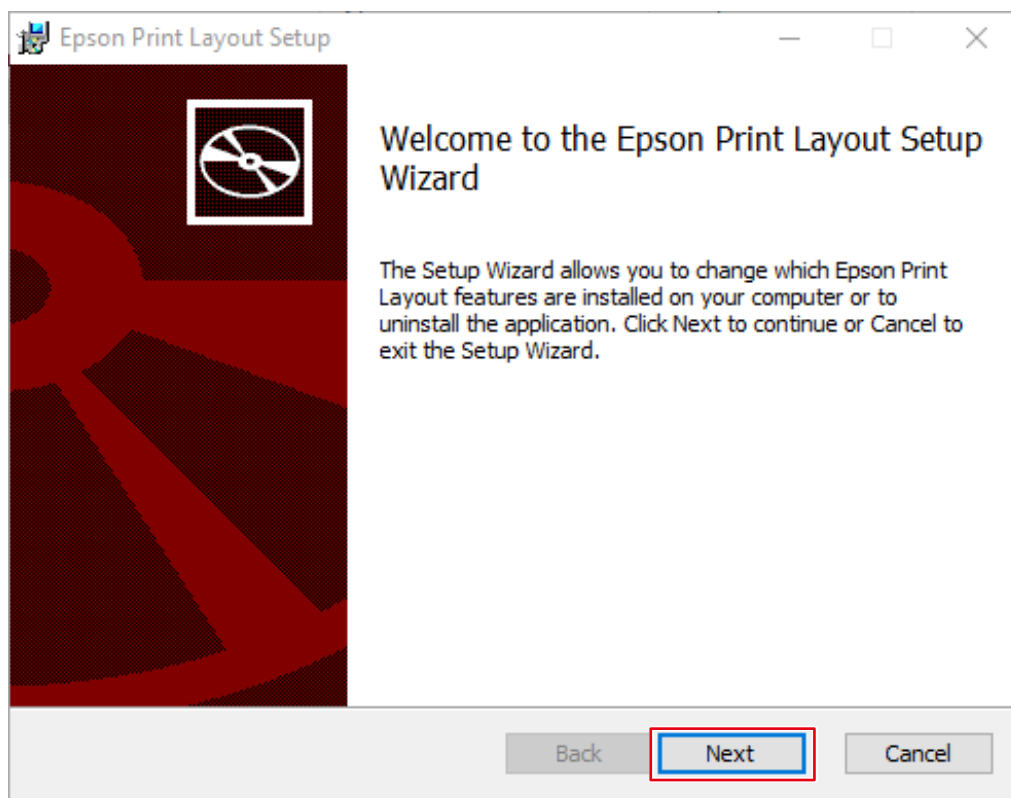 Epson Print Layout Setup
Welcome to the Epson Print Layout Setup
Wizard
The Setup Wizard allows you to change which Epson Print
Layout features are installed on your computer or to
uninstall the application. Click Next to continue or Cancel to
exit the Setup Wizard.
Back Next Cancel